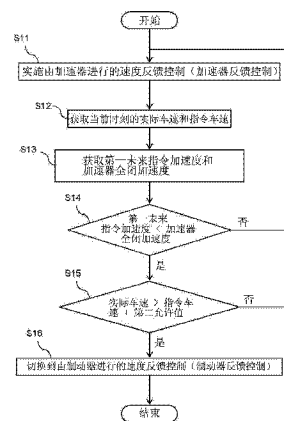 开始
S11
实施由加速器进行的速度反馈控制（加速器反馈控制）
S12
获取当前时刻的实际车速和指令车速
S13
获取第一未来指令加速度和
加速器全闭加速度
S14
第一未来
指令加速度 < 加速器
全闭加速度
否
是
S15
实际车速 > 指令车
速 + 第二允许值
否
是
S16
切换到由制动器进行的速度反馈控制（制动器反馈控制）
结束